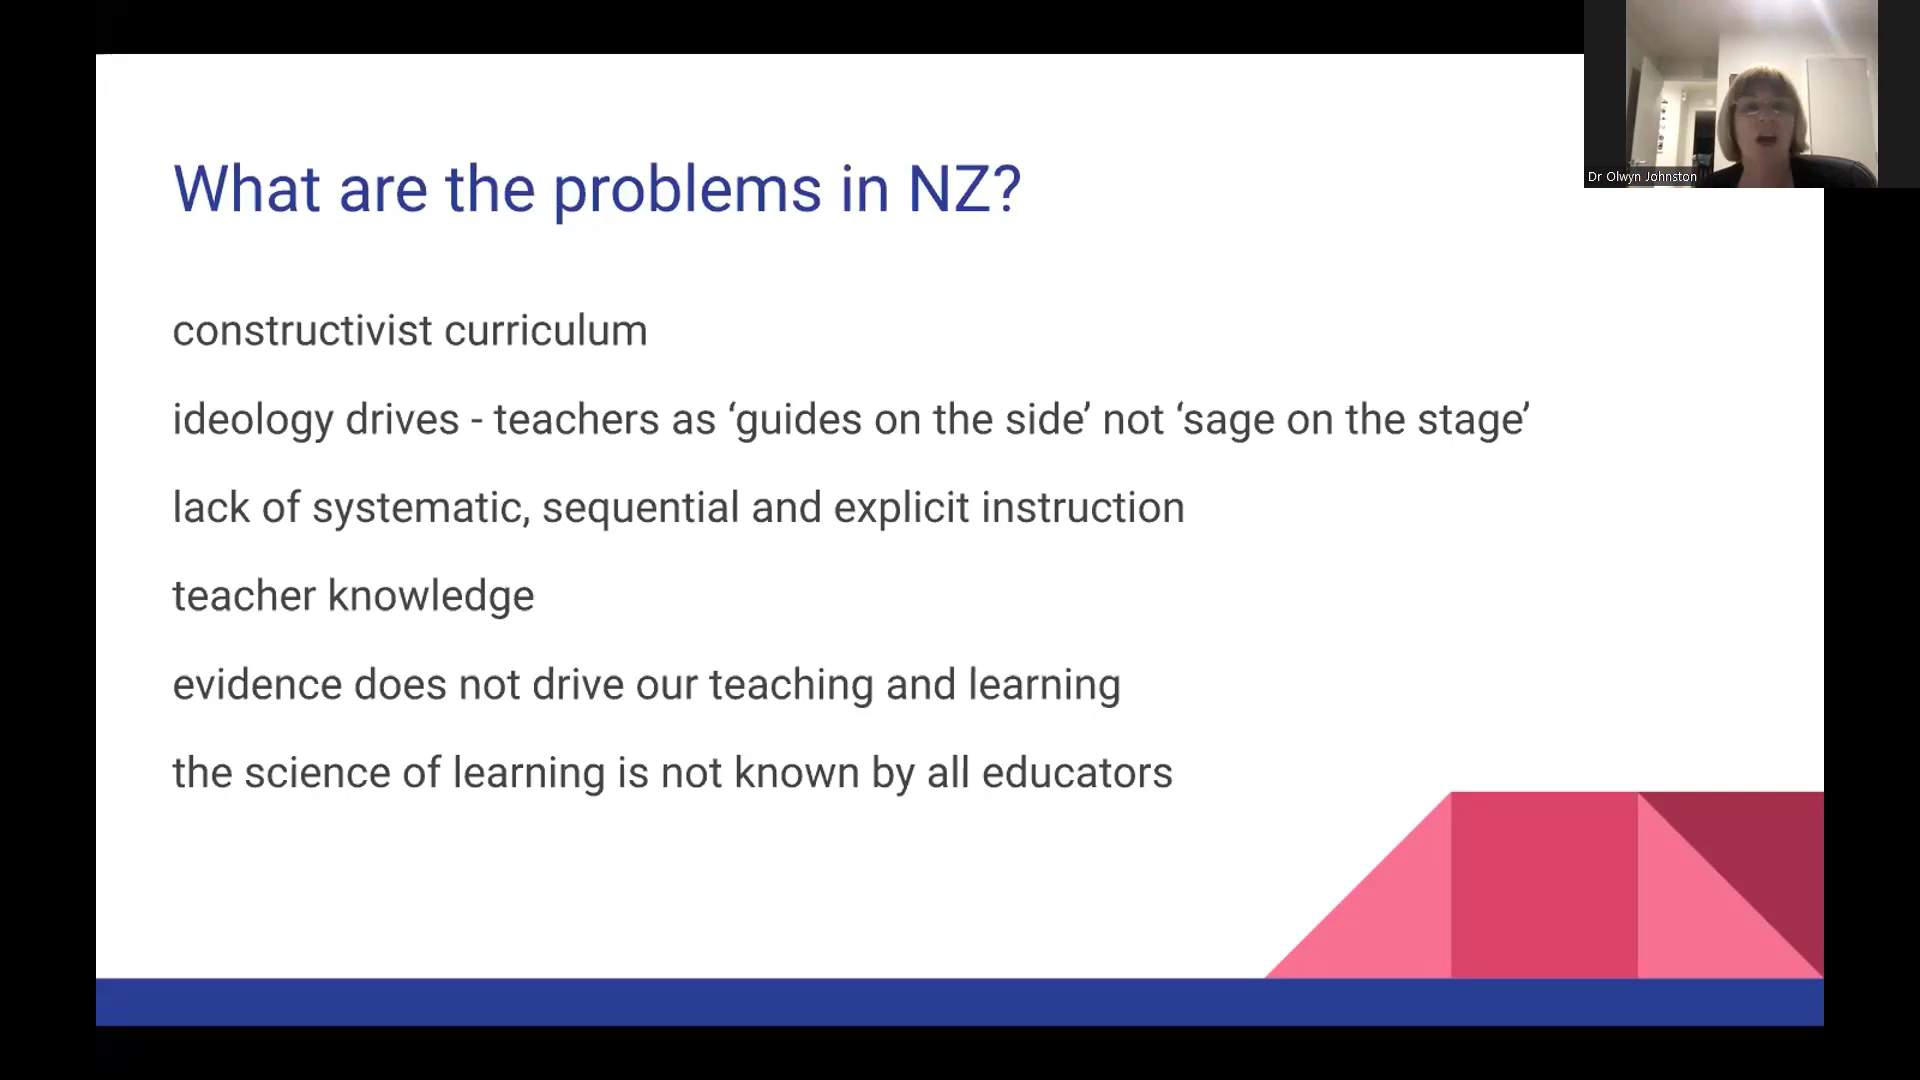 What are the problems in NZ?
constructivist curriculum
ideology drives - teachers as ‘guides on the side’ not ‘sage on the stage’
lack of systematic, sequential and explicit instruction
teacher knowledge
evidence does not drive our teaching and learning
the science of learning is not known by all educators
Dr Olwyn Johnston